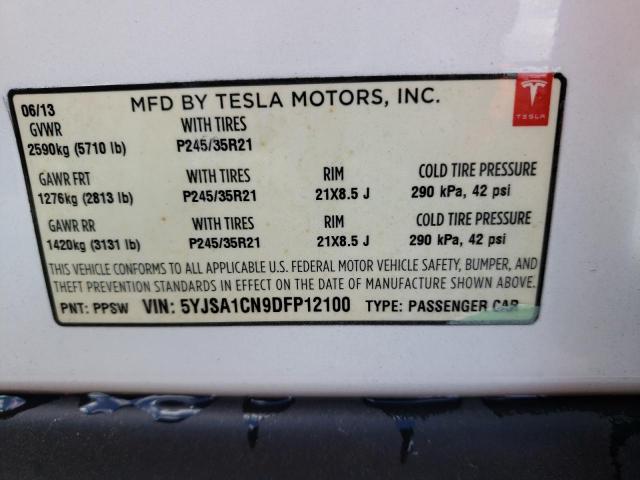 06/13 MFD BY TESLA MOTORS, INC.
TESLA
GVWR WITH TIRES
2590kg (5710 lb) P245/35R21
GAWR FRT WITH TIRES RIM COLD TIRE PRESSURE
1276kg (2813 lb) P245/35R21 21X8.5 J 290 kPa, 42 psi
GAWR RR WITH TIRES RIM COLD TIRE PRESSURE
1420kg (3131 lb) P245/35R21 21X8.5 J 290 kPa, 42 psi
THIS VEHICLE CONFORMS TO ALL APPLICABLE U.S. FEDERAL MOTOR VEHICLE SAFETY, BUMPER, AND
THEFT PREVENTION STANDARDS IN EFFECT ON THE DATE OF MANUFACTURE SHOWN ABOVE.
PNT: PPSW VIN: 5YJSA1CN9DFP12100 TYPE: PASSENGER CAR